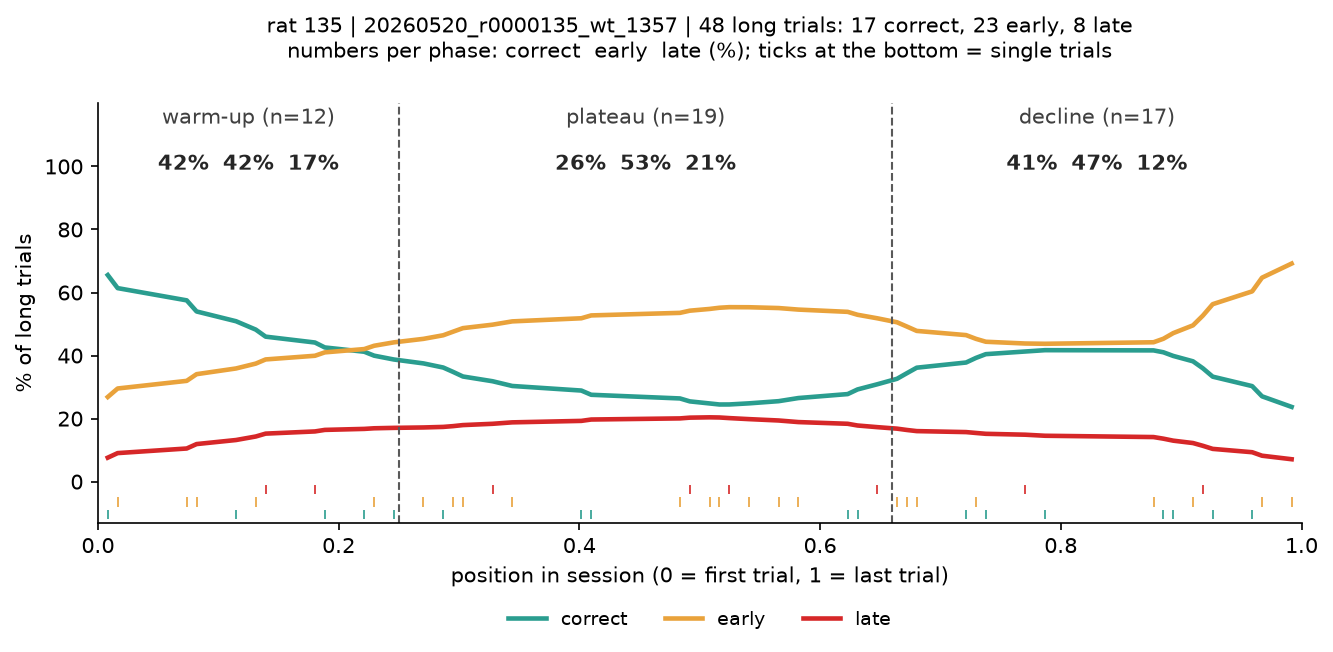 rat 135 | 20260520_r0000135_wt_1357 | 48 long trials: 17 correct, 23 early, 8 late
numbers per phase: correct  early  late (%); ticks at the bottom = single trials
warm-up (n=12)
plateau (n=19)
decline (n=17)
42%  42%  17%
26%  53%  21%
41%  47%  12%
100
80
60
40
20
0
% of long trials
0.0
0.2
0.4
0.6
0.8
1.0
position in session (0 = first trial, 1 = last trial)
correct
early
late